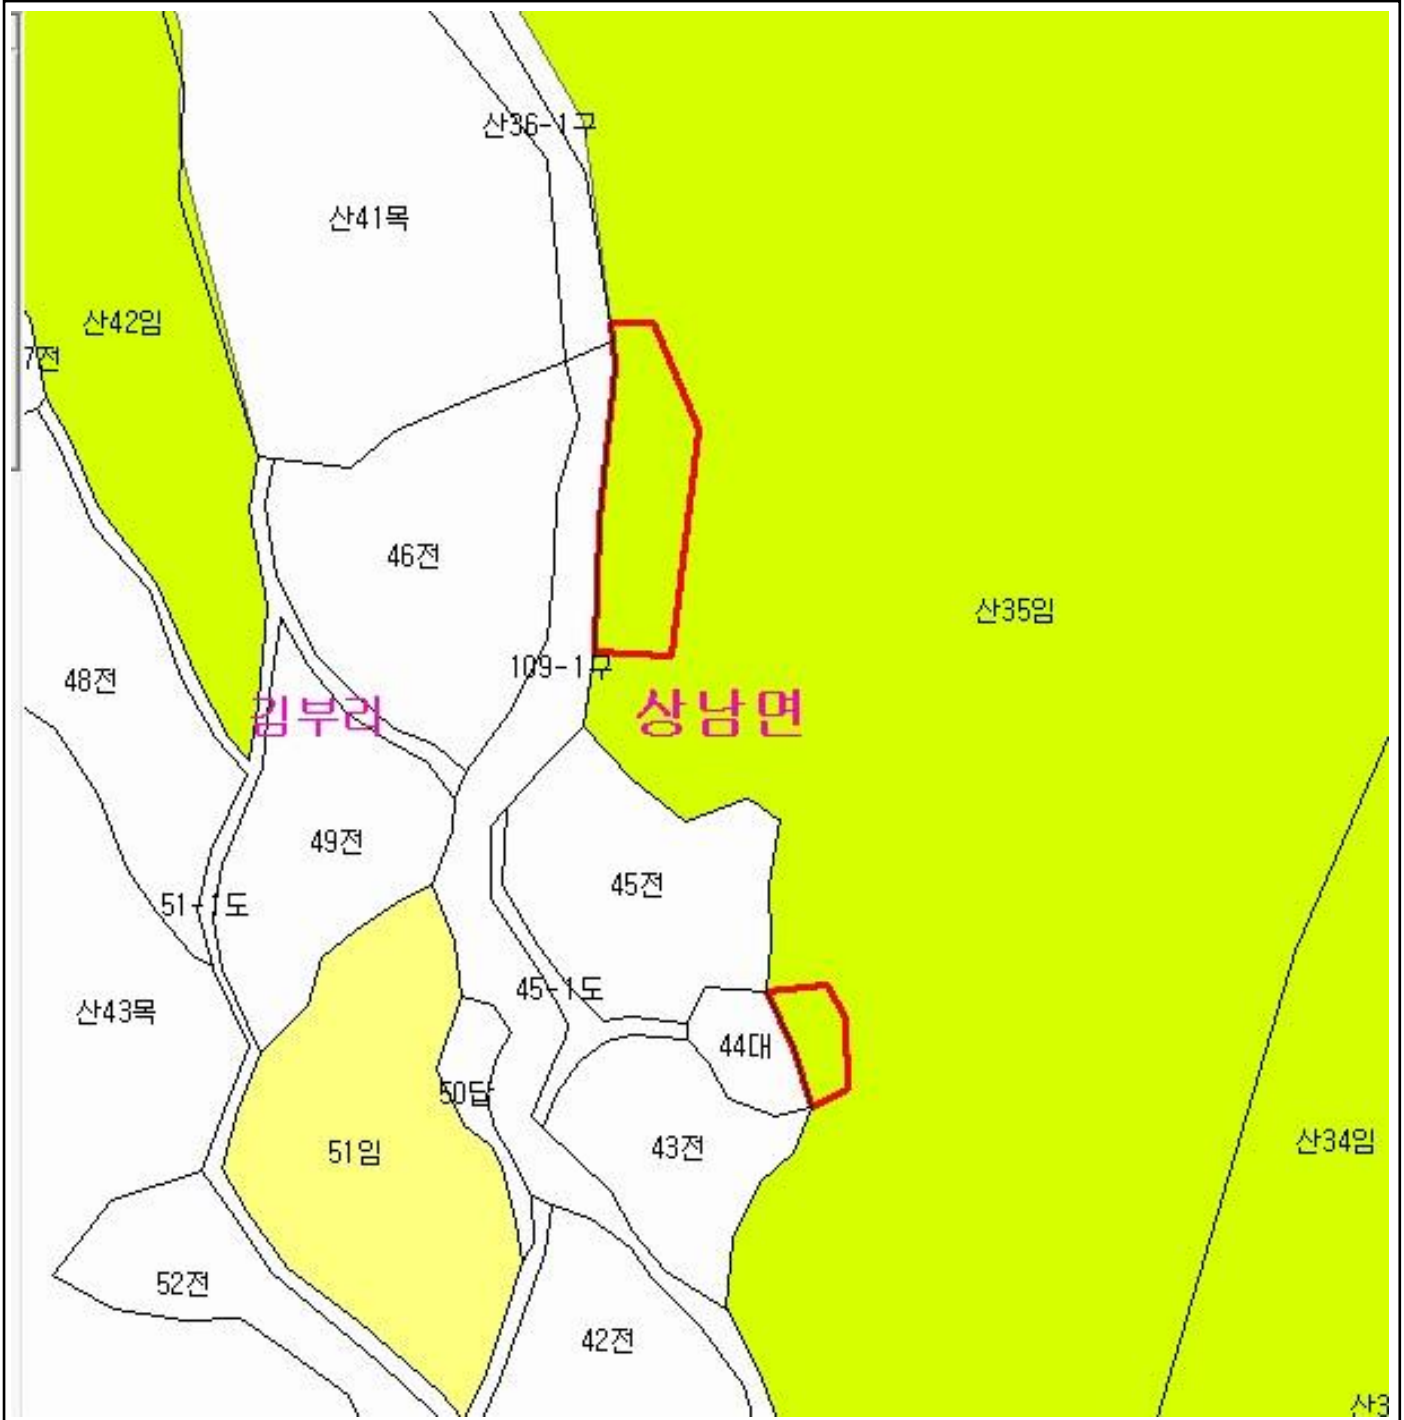 산36-1구
산41목
산42임
7전
46전
산35임
109-1구
48전
김부리
상남면
49전
45전
51-1도
45-1도
산43목
44대
50답
43전
산34임
51임
52전
42전
산3